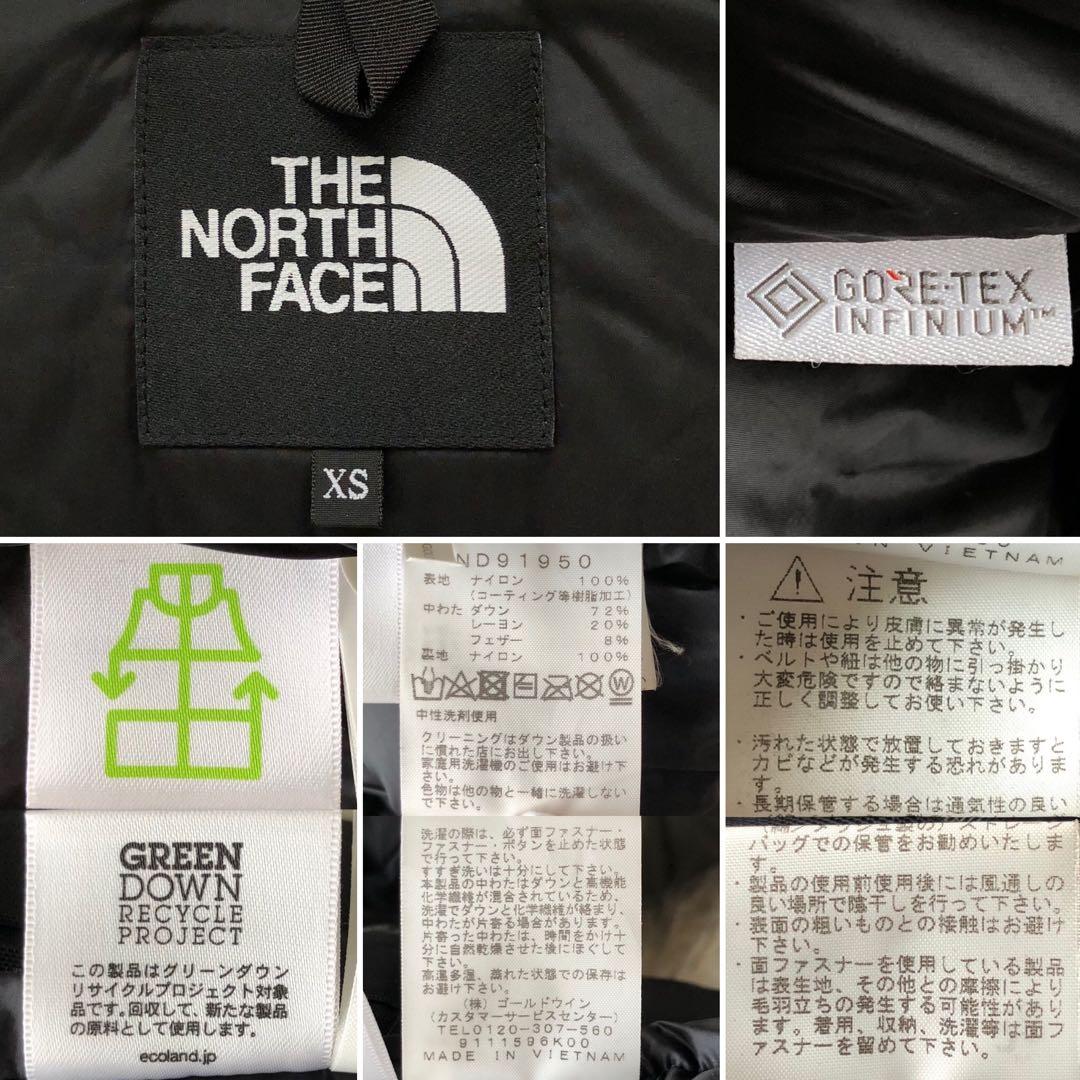 THE
NORTH
FACE
XS
GORE-TEX
INFINIUM™
GREEN
DOWN
RECYCLE
PROJECT
この製品はグリーンダウン
リサイクルプロジェクト対象
品です。回収して、新たな製品
の原料として使用します。
ecoland.jp
ND91950
表地 ナイロン 100%
(コーティング等樹脂加工)
中わた ダウン 72%
レーヨン 20%
フェザー 8%
裏地 ナイロン 100%
W
中性洗剤使用
クリーニングはダウン製品の扱い
に慣れた店にお出し下さい。
家庭用洗濯機のご使用はお避け下
さい。
色物は他の物と一緒に洗濯しない
で下さい。
洗濯の際は、必ず面ファスナー・
ファスナー・ボタンを止めた状態
で行って下さい。
すすぎ洗いは十分にして下さい。
本製品の中わたはダウンと高機能
化学繊維が混合されているため、
洗濯でダウンと化学繊維が絡まり、
中わたが片寄る場合があります。
片寄った中わたは、時間をかけ十
分に自然乾燥させた後にほぐして
下さい。
高温多湿、蒸れた状態での保存は
お避け下さい。
(株)ゴールドウイン
(カスタマーサービスセンター)
TEL0120-307-560
9111596K00
MADE IN VIETNAM
IN VIETNAM
注意
・ご使用により皮膚に異常が発生し
た時は使用を止めて下さい。
・ベルトや紐は他の物に引っ掛かり
大変危険ですので絡まないように
正しく調整してお使い下さい。
・汚れた状態で放置しておきますと
カビなどが発生する恐れがありま
す。
・長期保管する場合は通気性の良い
バッグでの保管をお勧めいたしま
す。
・製品の使用前使用後には風通しの
良い場所で陰干しを行って下さい。
・表面の粗いものとの接触はお避け
下さい。
・面ファスナーを使用している製品
は表生地、その他との摩擦により
毛羽立ちの発生する可能性があり
ます。着用、収納、洗濯等は面フ
ァスナーを留めて下さい。